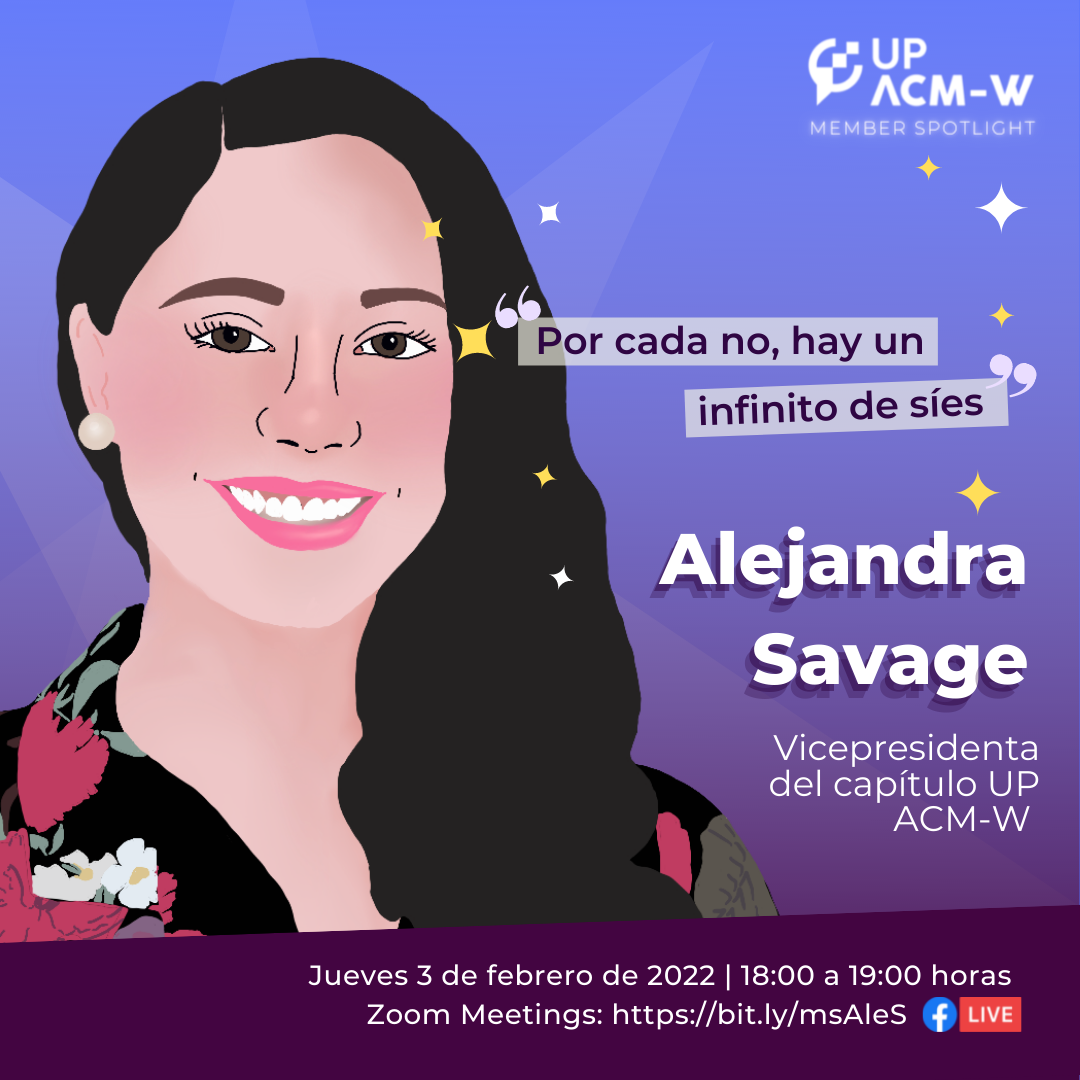 UP
ACM-W
MEMBER SPOTLIGHT
“Por cada no, hay un
infinito de síes”
Alejandra
Savage
Vicepresidenta
del capítulo UP
ACM-W
Jueves 3 de febrero de 2022 | 18:00 a 19:00 horas
Zoom Meetings: https://bit.ly/msAleS f LIVE